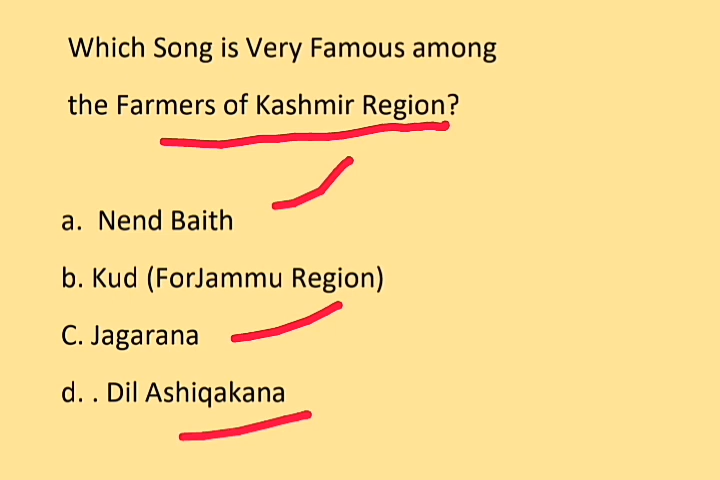 Which Song is Very Famous among
the Farmers of Kashmir Region?
a. Nend Baith
b. Kud (ForJammu Region)
C. Jagarana
d. . Dil Ashiqakana